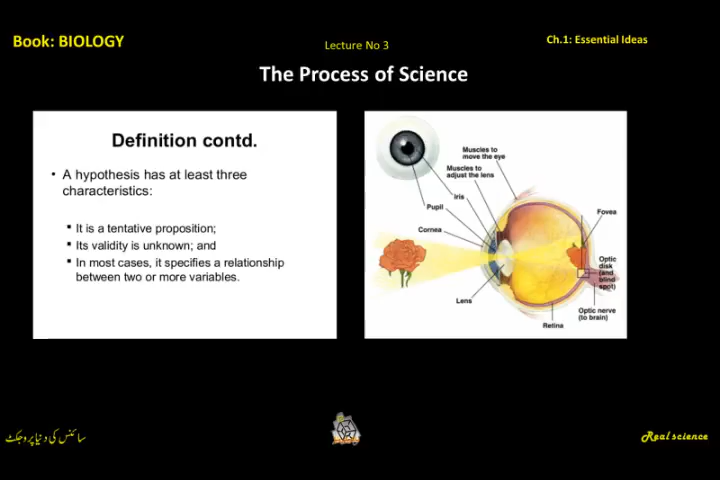 Book: BIOLOGY
Lecture No 3
Ch.1: Essential Ideas
The Process of Science
Definition contd.
• A hypothesis has at least three
characteristics:
▪ It is a tentative proposition;
▪ Its validity is unknown; and
▪ In most cases, it specifies a relationship
between two or more variables.
Muscles to
move the eye
Muscles to
adjust the lens
Iris
Pupil
Cornea
Fovea
Optic
disk
(and
blind
spot)
Lens
Optic nerve
(to brain)
Retina
سائنس کی دنیا پروجکٹ
Real science